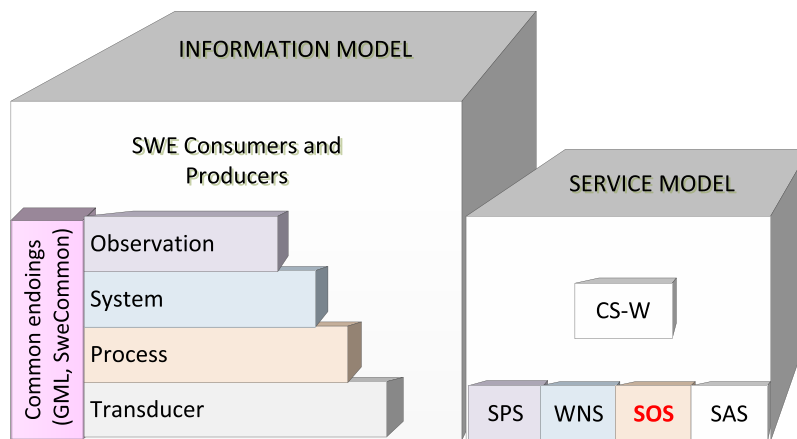 INFORMATION MODEL
SWE Consumers and
Producers
Common endoings
(GML, SweCommon)
Observation
System
Process
Transducer
SERVICE MODEL
CS-W
SPS
WNS
SOS
SAS